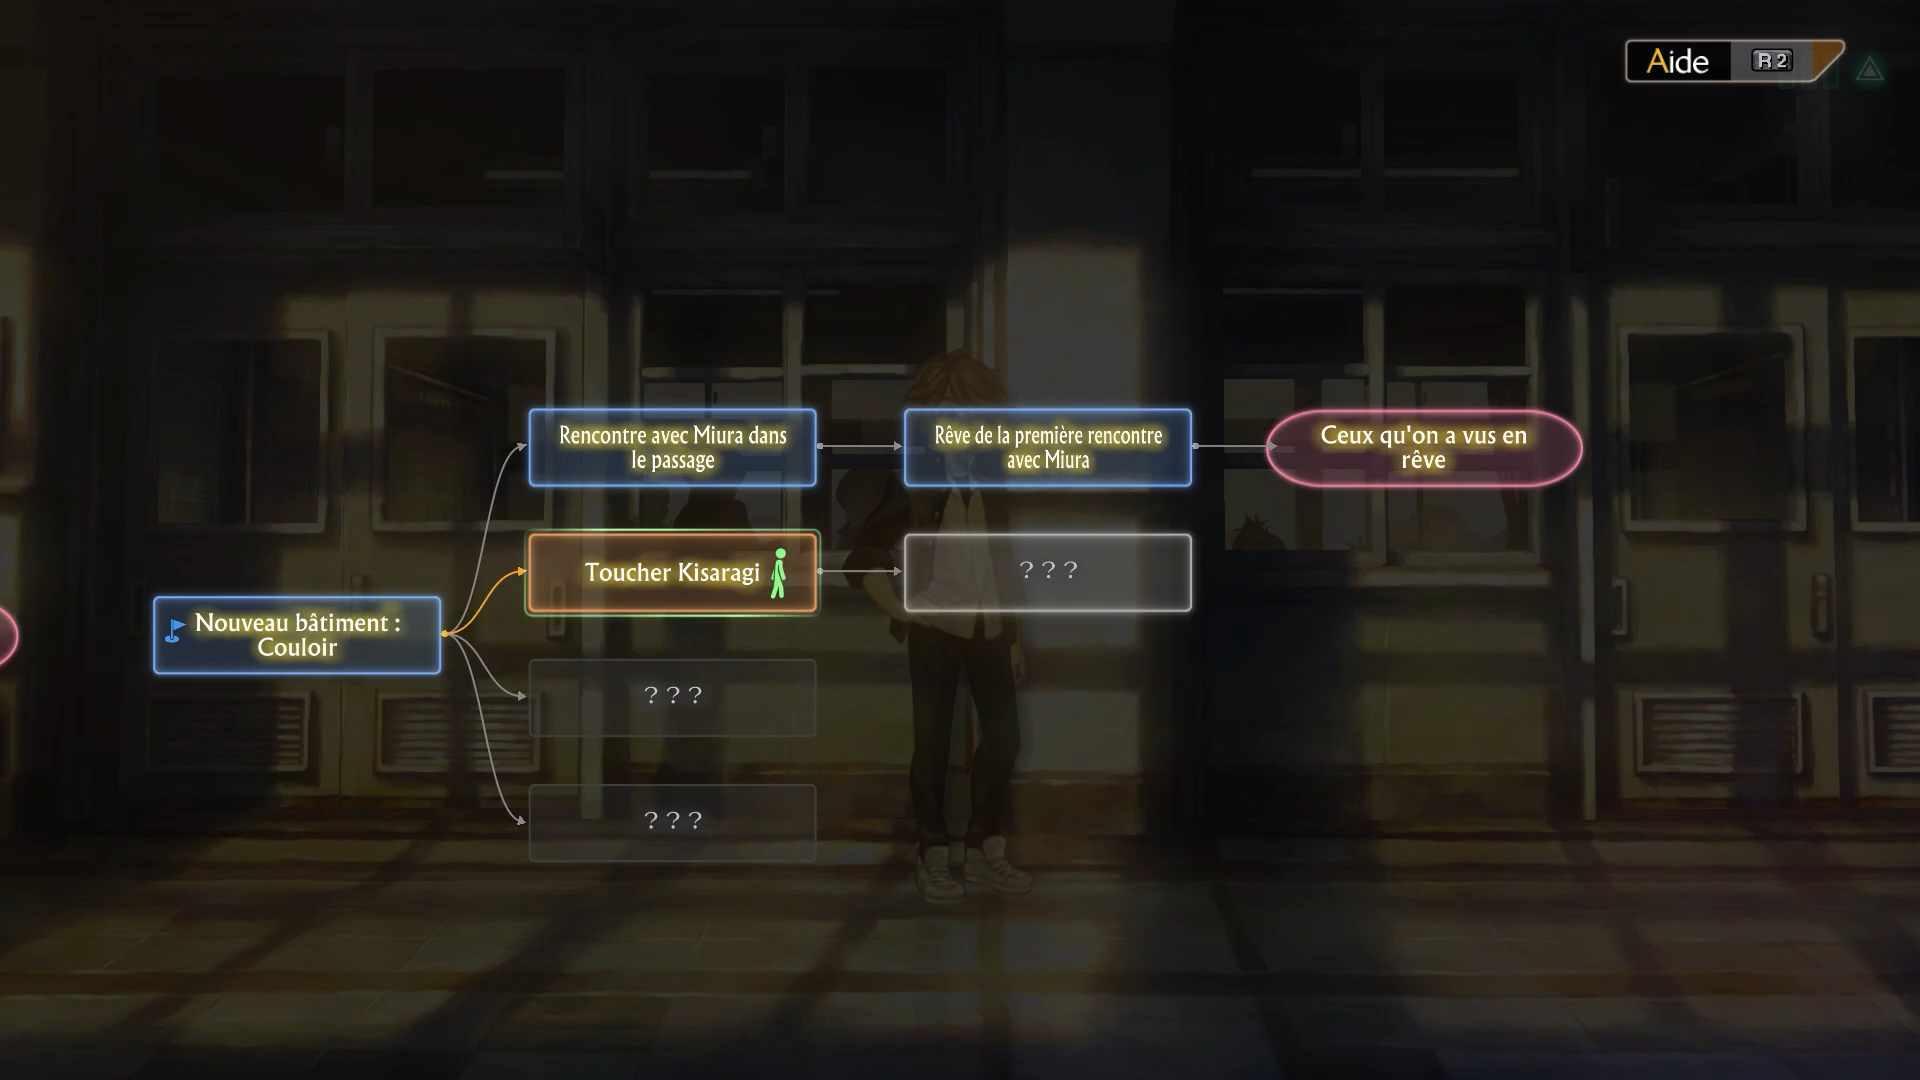 Aide R2
Rencontre avec Miura dans
le passage
Rêve de la première rencontre
avec Miura
Ceux qu'on a vus en
rêve
Toucher Kisaragi
???
Nouveau bâtiment :
Couloir
???
???